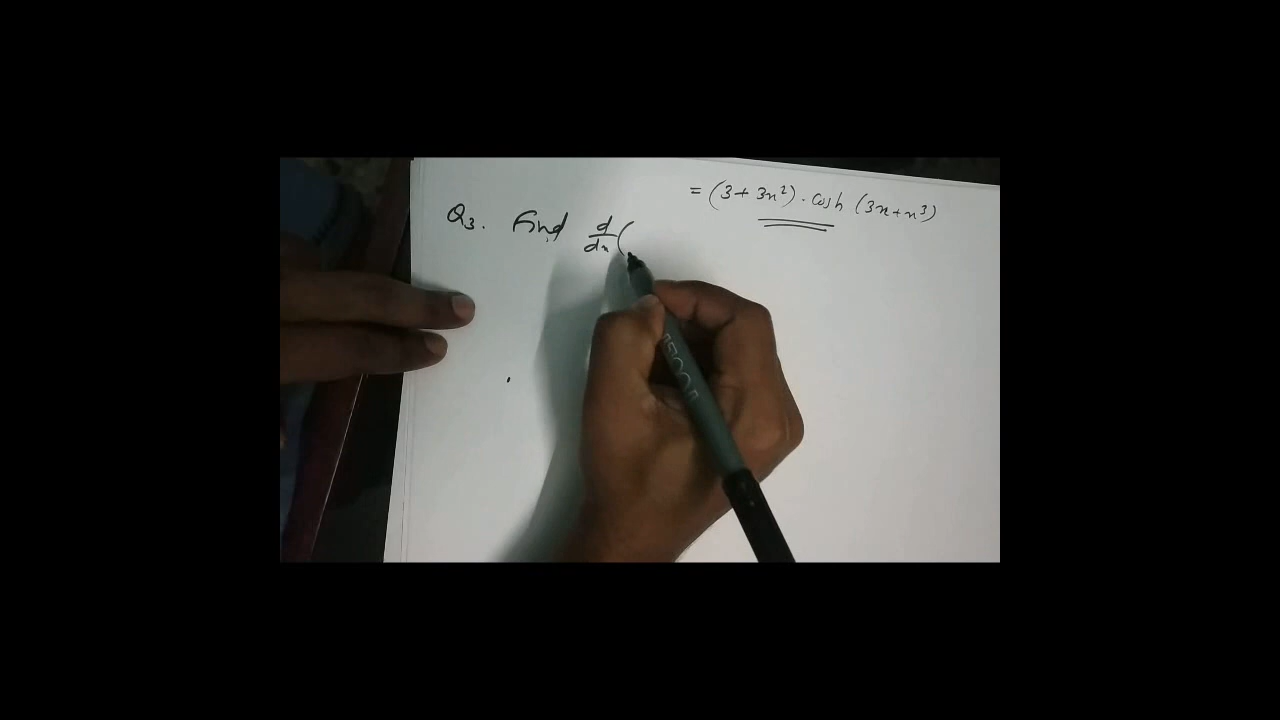 = (3 + 3x²) . cosh (3x + x³)
Q3. Find d/dx (